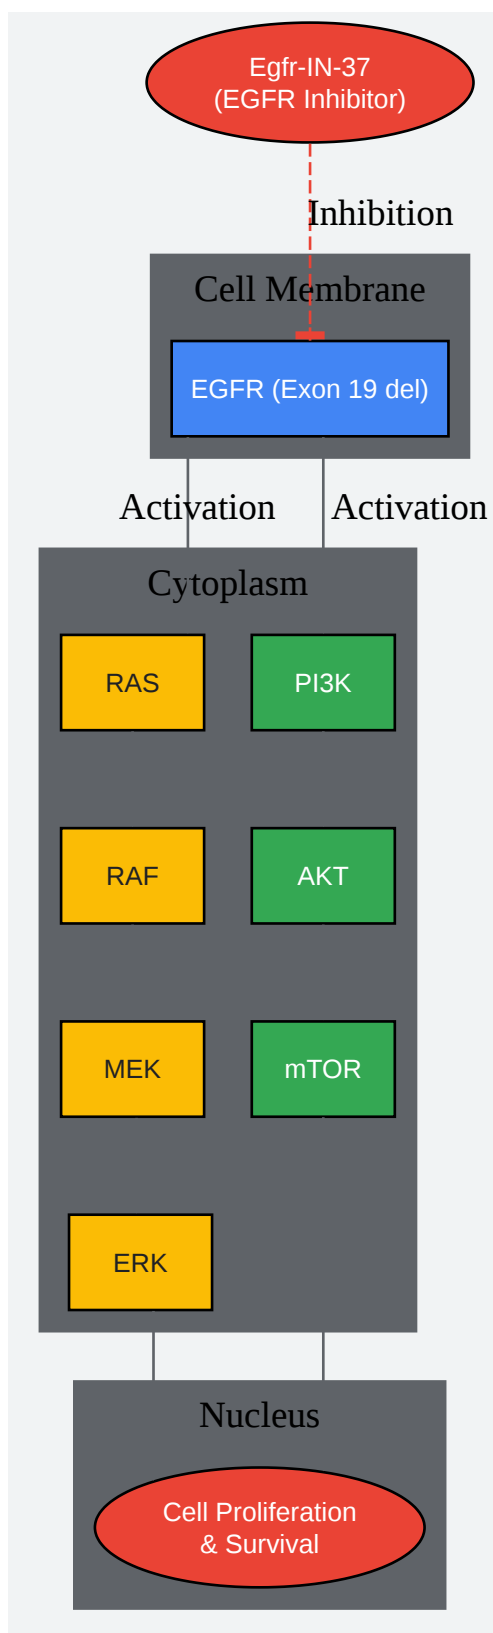 Egfr-IN-37
(EGFR Inhibitor)
Inhibition
Cell Membrane
EGFR (Exon 19 del)
Activation
Activation
Cytoplasm
RAS
PI3K
RAF
AKT
MEK
mTOR
ERK
Nucleus
Cell Proliferation
& Survival